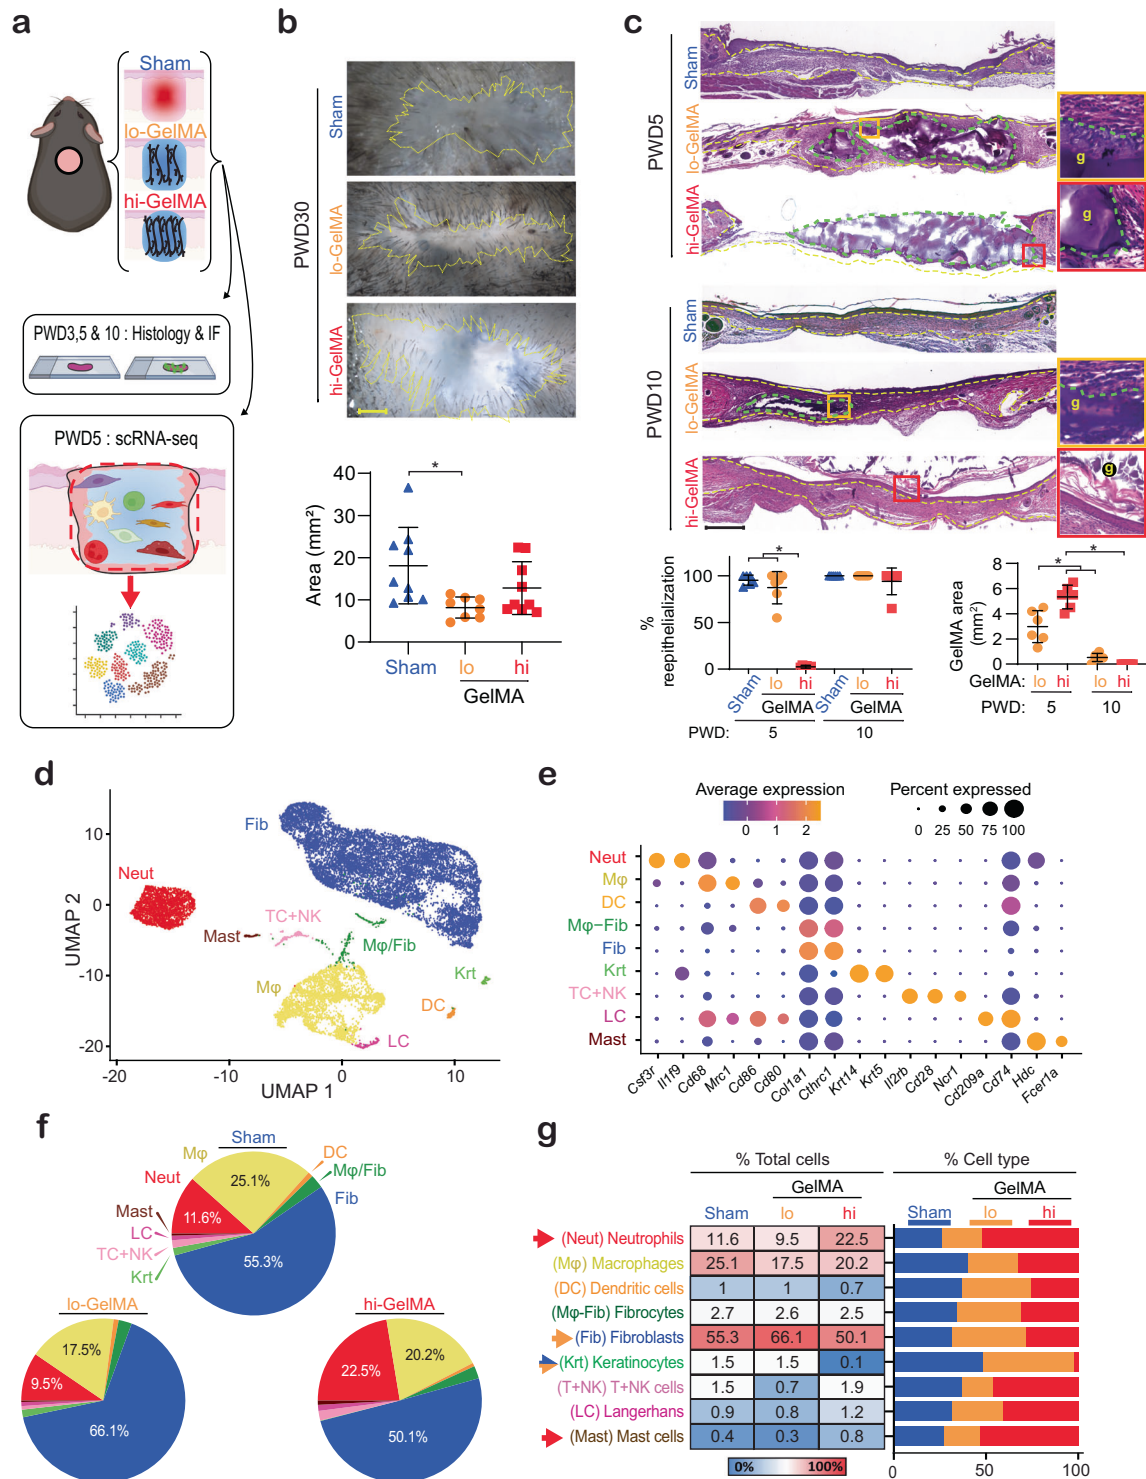 a
Sham
lo-GelMA
hi-GelMA
PWD3,5 & 10 : Histology & IF
PWD5 : scRNA-seq
b
PWD30
Sham
lo-GelMA
hi-GelMA
Area (mm²)
40
30
20
10
0
*
Sham
lo
hi
GelMA
c
PWD5
Sham
lo-GelMA
hi-GelMA
g
g
PWD10
Sham
lo-GelMA
hi-GelMA
g
g
% reepithelialization
100
50
0
*
Sham
lo
hi
Sham
lo
hi
GelMA
GelMA
PWD:
5
10
GelMA area (mm²)
8
6
4
2
0
*
*
GelMA:
lo
hi
lo
hi
PWD:
5
10
d
UMAP 2
10
0
-10
-20
-20
-10
0
10
UMAP 1
Fib
Neut
TC+NK
Mast
Mφ/Fib
Mφ
Krt
DC
LC
e
Average expression
0 1 2
Percent expressed
0 25 50 75 100
Neut
Mφ
DC
Mφ−Fib
Fib
Krt
TC+NK
LC
Mast
Csf3r
Il1f9
Cd68
Mrc1
Cd86
Cd80
Col1a1
Cthrc1
Krt14
Krt5
Il2rb
Cd28
Ncr1
Cd209a
Cd74
Hdc
Fcer1a
f
Sham
Mφ
DC
Mφ/Fib
Neut
Fib
Mast
LC
TC+NK
Krt
25.1%
11.6%
55.3%
lo-GelMA
17.5%
9.5%
66.1%
hi-GelMA
22.5%
20.2%
50.1%
g
% Total cells
% Cell type
GelMA
GelMA
Sham lo hi
Sham lo hi
(Neut) Neutrophils 11.6 9.5 22.5
(Mφ) Macrophages 25.1 17.5 20.2
(DC) Dendritic cells 1 1 0.7
(Mφ-Fib) Fibrocytes 2.7 2.6 2.5
(Fib) Fibroblasts 55.3 66.1 50.1
(Krt) Keratinocytes 1.5 1.5 0.1
(T+NK) T+NK cells 1.5 0.7 1.9
(LC) Langerhans 0.9 0.8 1.2
(Mast) Mast cells 0.4 0.3 0.8
0% 100%
0 50 100